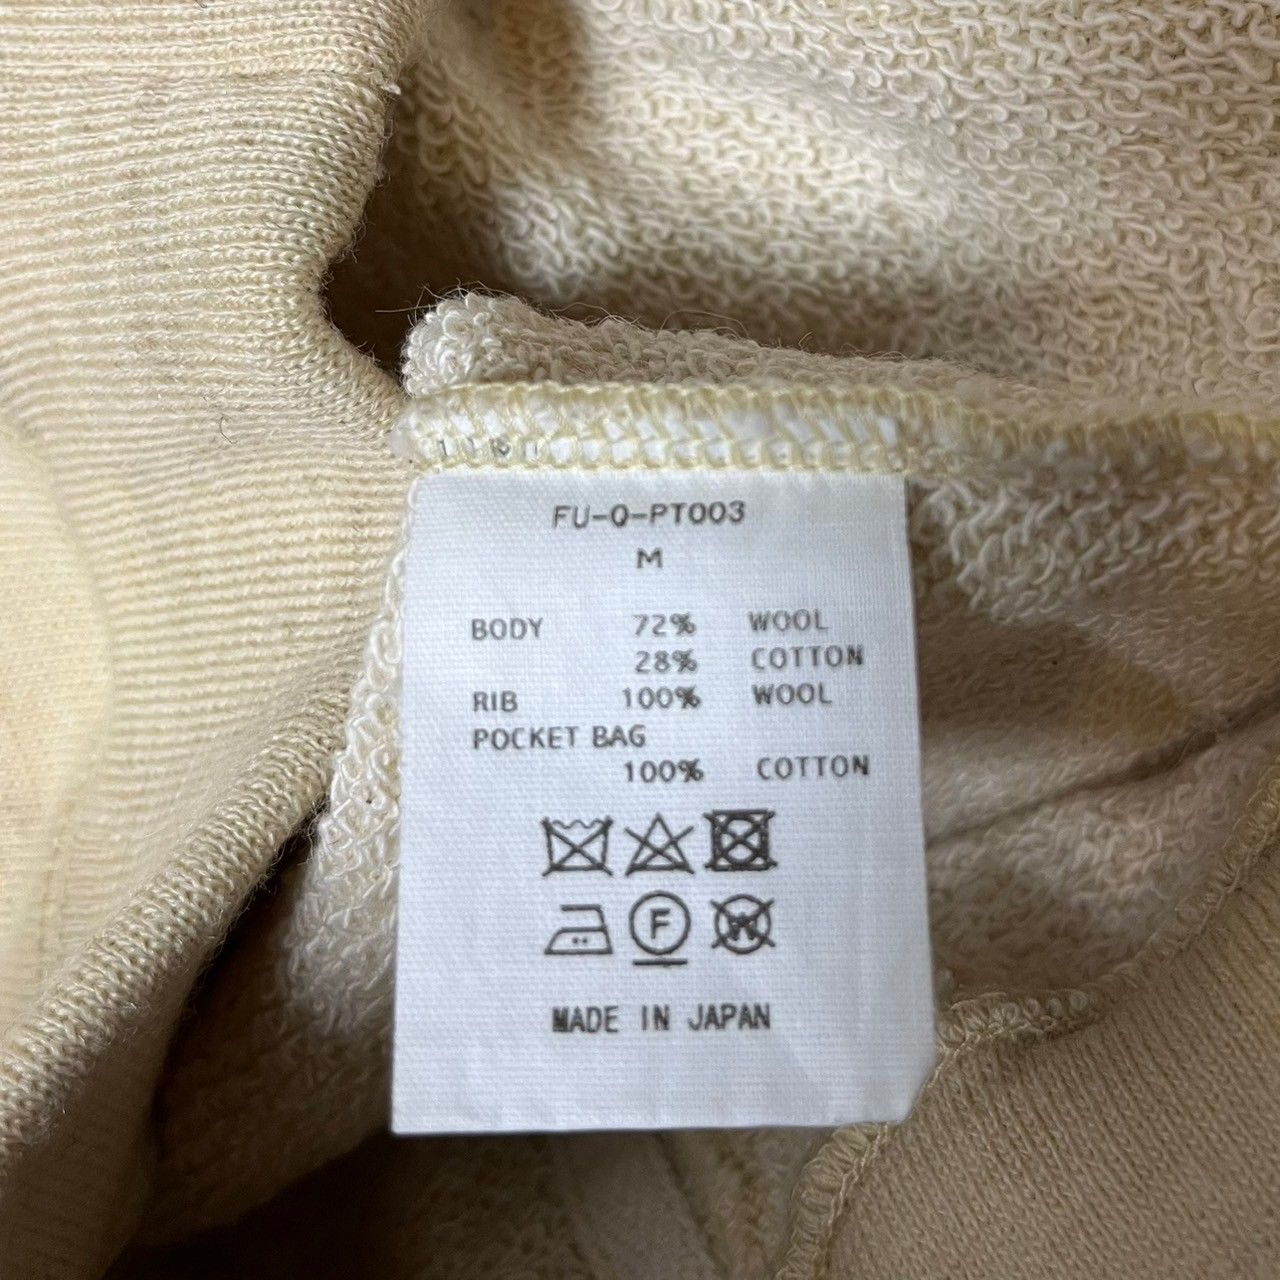 FU-Q-PT003
M
BODY 72% WOOL
28% COTTON
RIB 100% WOOL
POCKET BAG
100% COTTON
F
W
MADE IN JAPAN